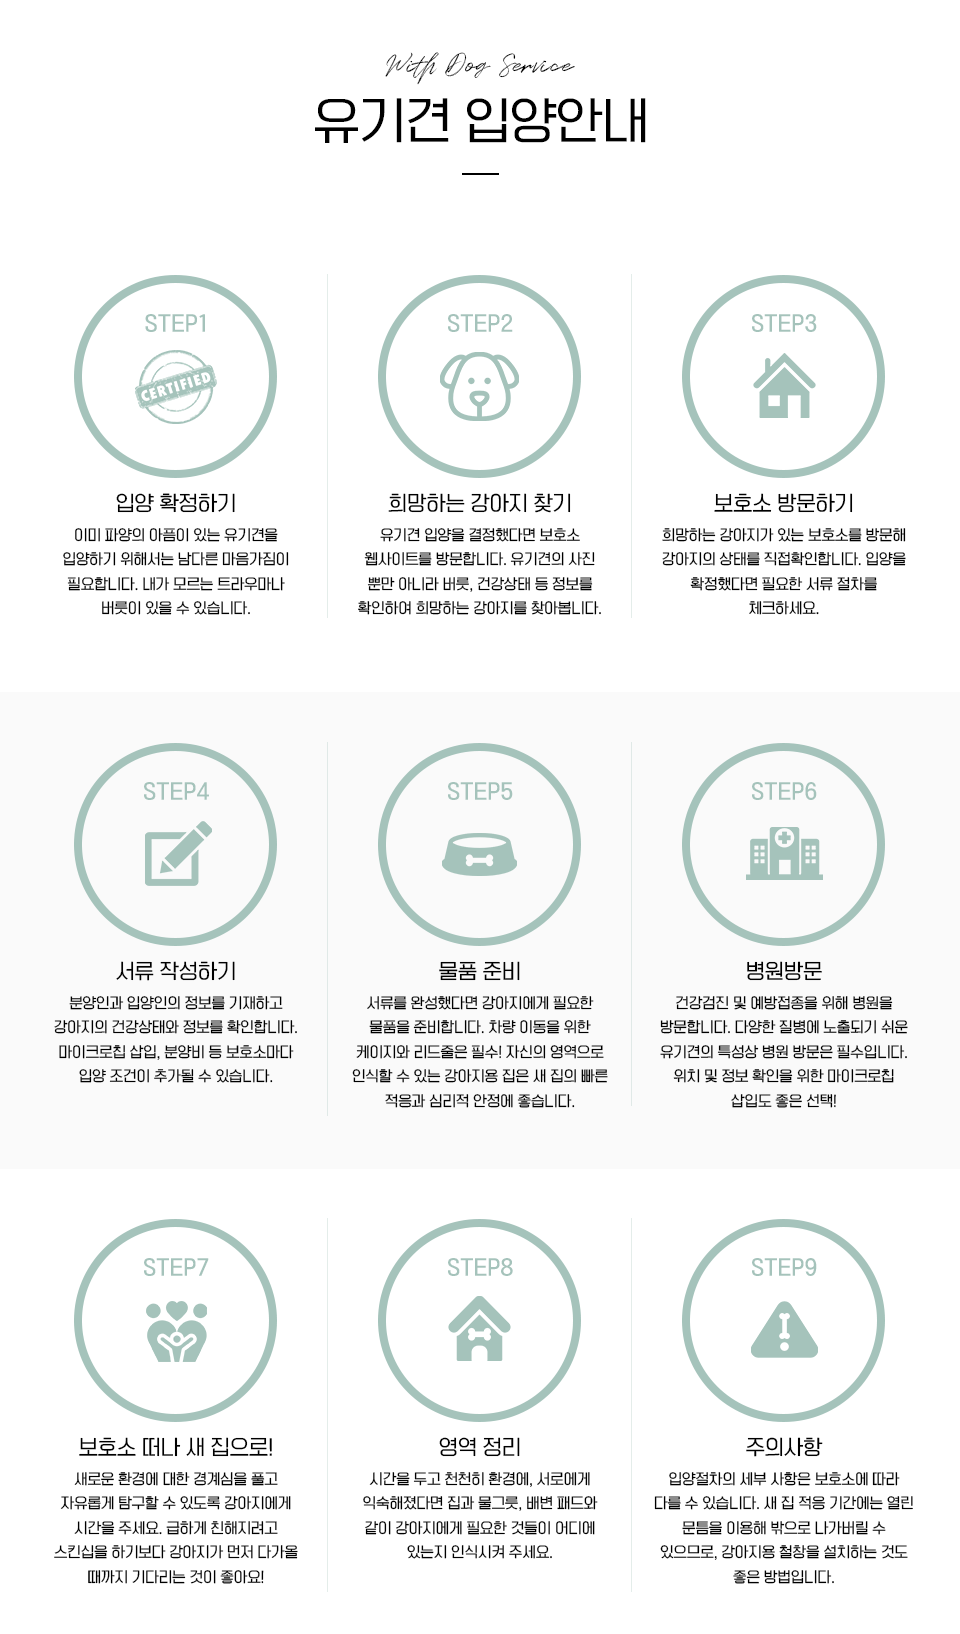 With Dog Service
유기견 입양안내
STEP1
CERTIFIED
입양 확정하기
이미 파양의 아픔이 있는 유기견을
입양하기 위해서는 남다른 마음가짐이
필요합니다. 내가 모르는 트라우마나
버릇이 있을 수 있습니다.
STEP2
희망하는 강아지 찾기
유기견 입양을 결정했다면 보호소
웹사이트를 방문합니다. 유기견의 사진
뿐만 아니라 버릇, 건강상태 등 정보를
확인하여 희망하는 강아지를 찾아봅니다.
STEP3
보호소 방문하기
희망하는 강아지가 있는 보호소를 방문해
강아지의 상태를 직접확인합니다. 입양을
확정했다면 필요한 서류 절차를
체크하세요.
STEP4
서류 작성하기
분양인과 입양인의 정보를 기재하고
강아지의 건강상태와 정보를 확인합니다.
마이크로칩 삽입, 분양비 등 보호소마다
입양 조건이 추가될 수 있습니다.
STEP5
물품 준비
서류를 완성했다면 강아지에게 필요한
물품을 준비합니다. 차량 이동을 위한
케이지와 리드줄은 필수! 자신의 영역으로
인식할 수 있는 강아지용 집은 새 집의 빠른
적응과 심리적 안정에 좋습니다.
STEP6
병원방문
건강검진 및 예방접종을 위해 병원을
방문합니다. 다양한 질병에 노출되기 쉬운
유기견의 특성상 병원 방문은 필수입니다.
위치 및 정보 확인을 위한 마이크로칩
삽입도 좋은 선택!
STEP7
보호소 떠나 새 집으로!
새로운 환경에 대한 경계심을 풀고
자유롭게 탐구할 수 있도록 강아지에게
시간을 주세요. 급하게 친해지려고
스킨십을 하기보다 강아지가 먼저 다가올
때까지 기다리는 것이 좋아요!
STEP8
영역 정리
시간을 두고 천천히 환경에, 서로에게
익숙해졌다면 집과 물그릇, 배변 패드와
같이 강아지에게 필요한 것들이 어디에
있는지 인식시켜 주세요.
STEP9
주의사항
입양절차의 세부 사항은 보호소에 따라
다를 수 있습니다. 새 집 적응 기간에는 열린
문틈을 이용해 밖으로 나가버릴 수
있으므로, 강아지용 철창을 설치하는 것도
좋은 방법입니다.